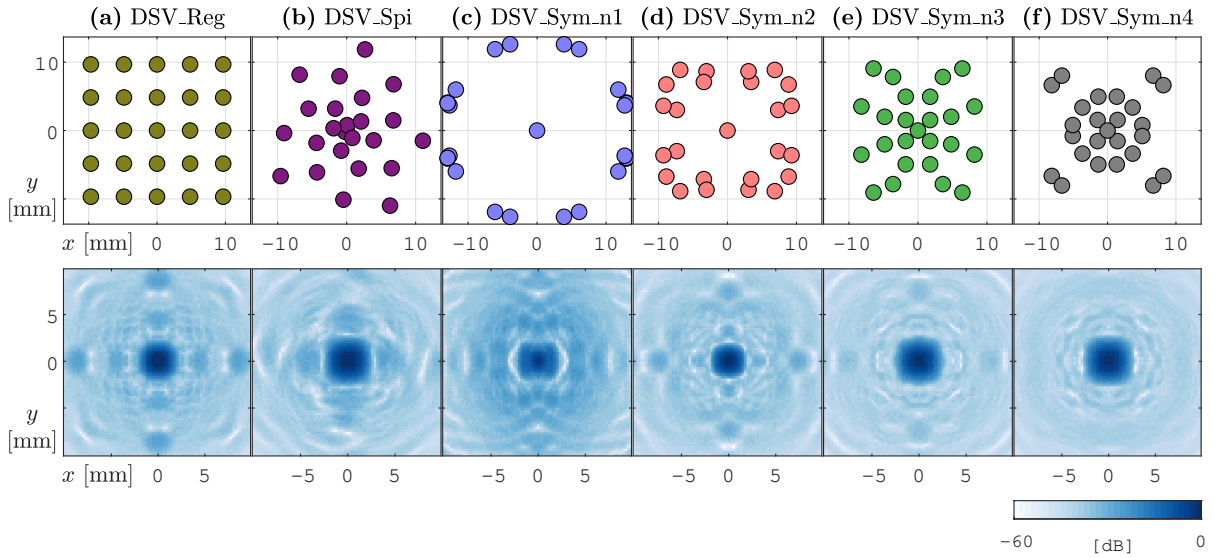 (a) DSV_Reg (b) DSV_Spi (c) DSV_Sym_n1 (d) DSV_Sym_n2 (e) DSV_Sym_n3 (f) DSV_Sym_n4
10
0
y
[mm]
x [mm] 0 10 −10 0 10 −10 0 10 −10 0 10 −10 0 10 −10 0 10
5
0
y
[mm]
x [mm] 0 5 −5 0 5 −5 0 5 −5 0 5 −5 0 5 −5 0 5
−60 [dB] 0